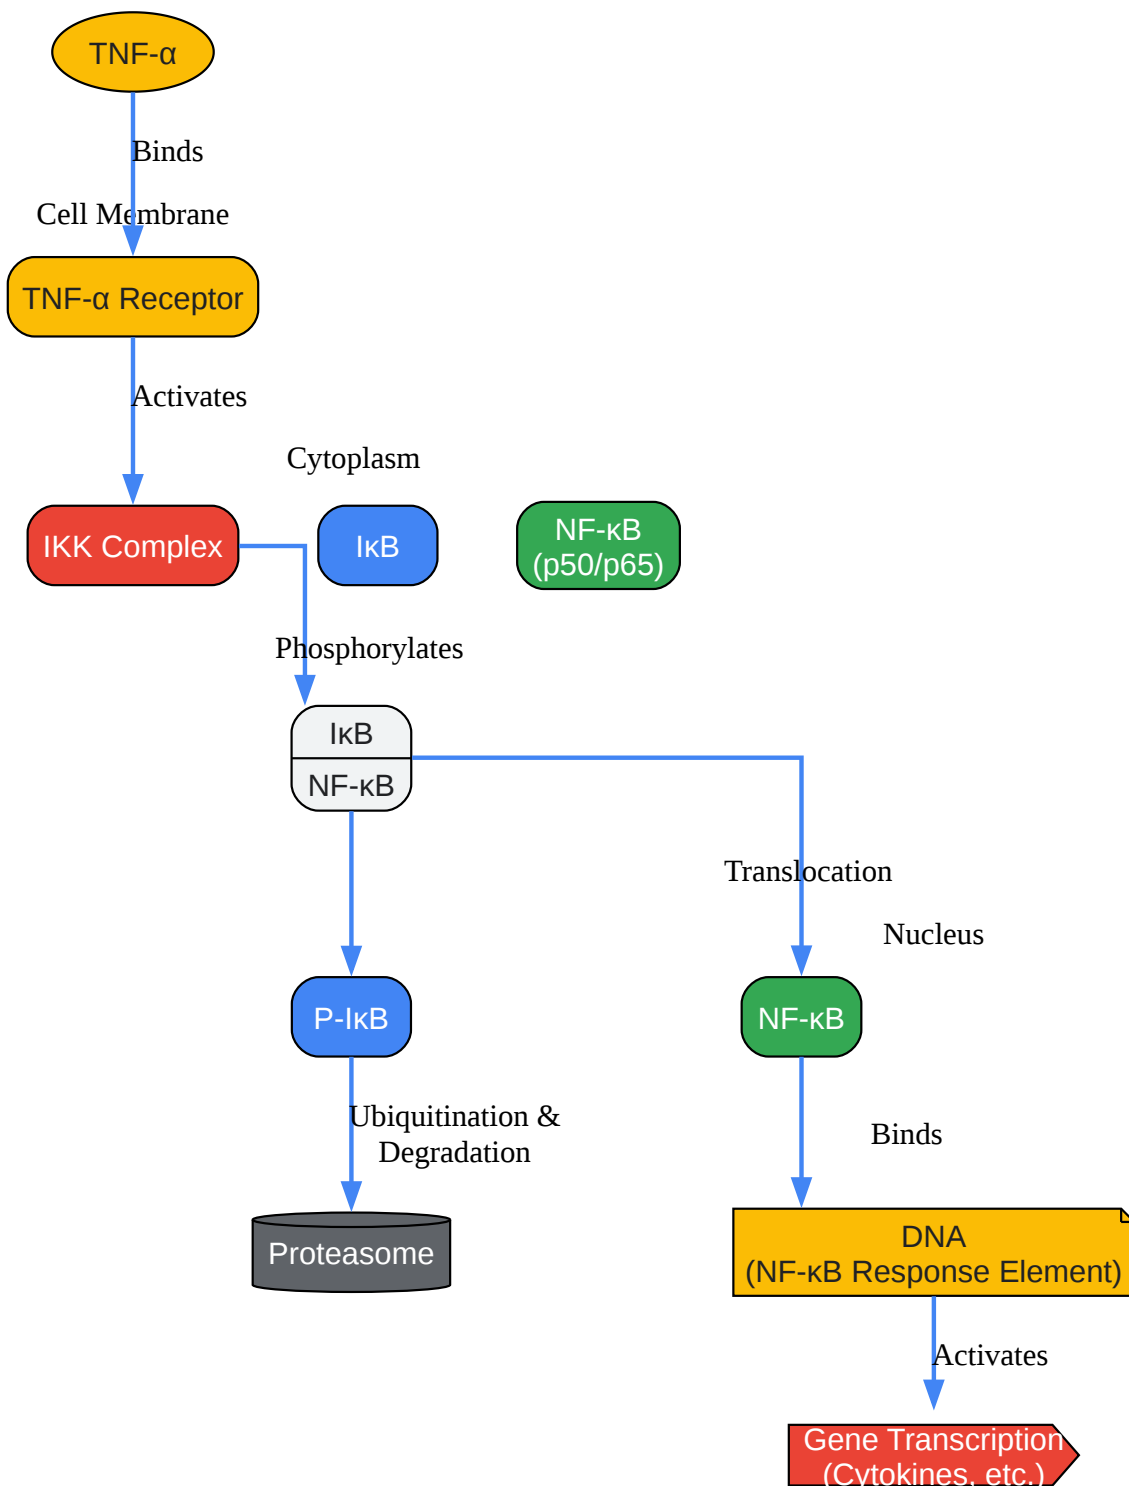 TNF-α
Binds
Cell Membrane
TNF-α Receptor
Activates
Cytoplasm
IKK Complex
IκB
NF-κB
(p50/p65)
Phosphorylates
IκB
NF-κB
Translocation
Nucleus
P-IκB
NF-κB
Ubiquitination &
Degradation
Binds
Proteasome
DNA
(NF-κB Response Element)
Activates
Gene Transcription
(Cytokines, etc.)